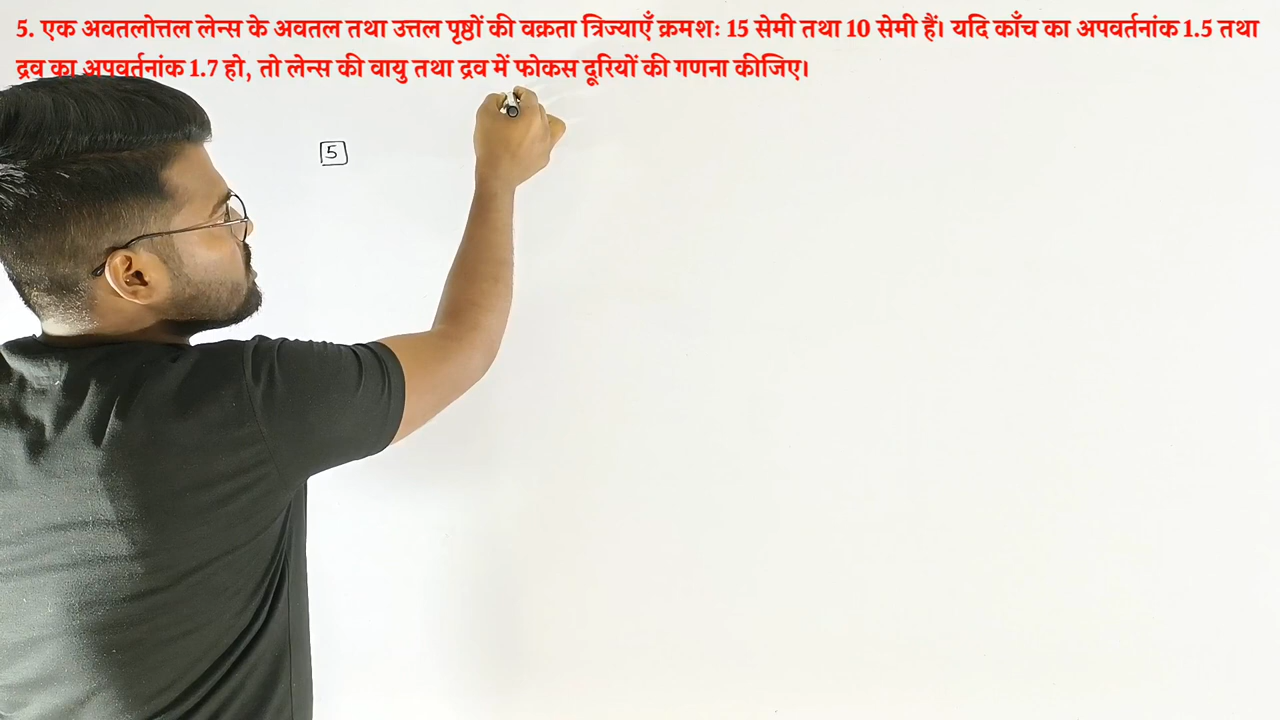 5. एक अवतलोत्तल लेन्स के अवतल तथा उत्तल पृष्ठों की वक्रता त्रिज्याएँ क्रमशः 15 सेमी तथा 10 सेमी हैं। यदि काँच का अपवर्तनांक 1.5 तथा
द्रव का अपवर्तनांक 1.7 हो, तो लेन्स की वायु तथा द्रव में फोकस दूरियों की गणना कीजिए।
5